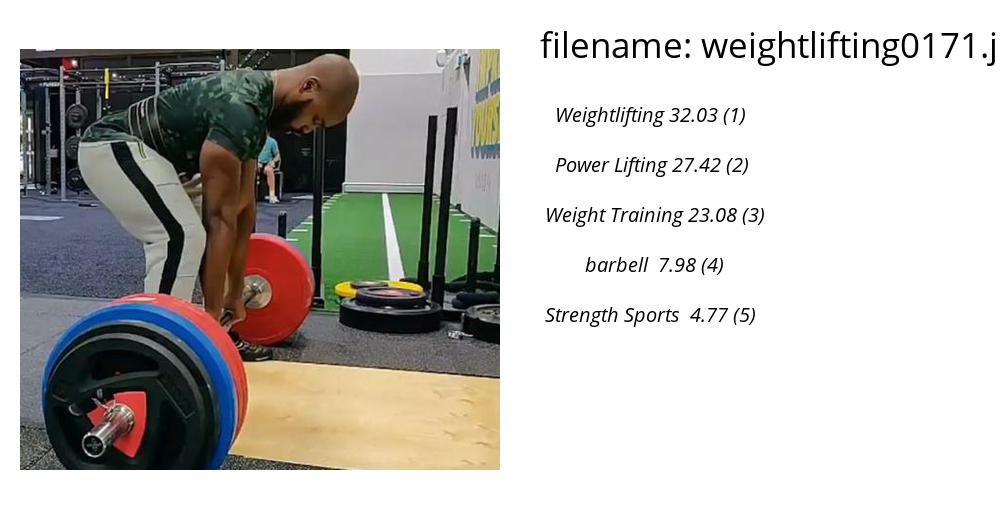 filename: weightlifting0171.j
Weightlifting 32.03 (1)
Power Lifting 27.42 (2)
Weight Training 23.08 (3)
barbell 7.98 (4)
Strength Sports 4.77 (5)